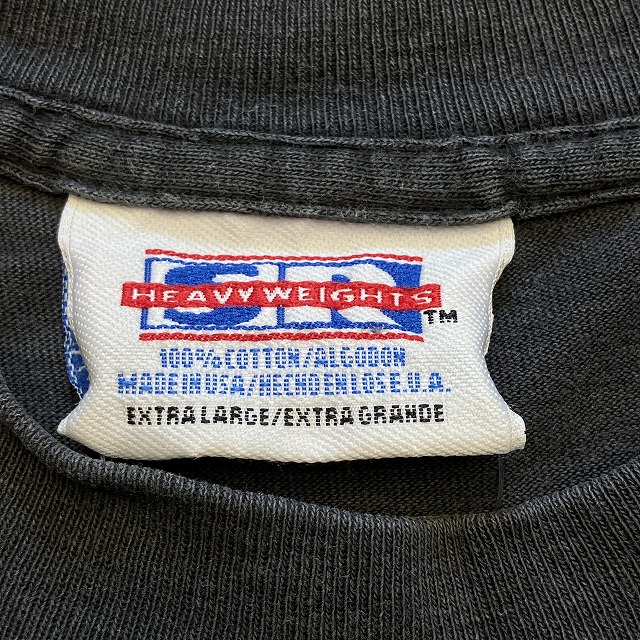 SR
HEAVYWEIGHTS
TM
100% COTTON/ALGODON
MADE IN USA/HECHO EN LOS E.U.A.
EXTRA LARGE/EXTRA GRANDE